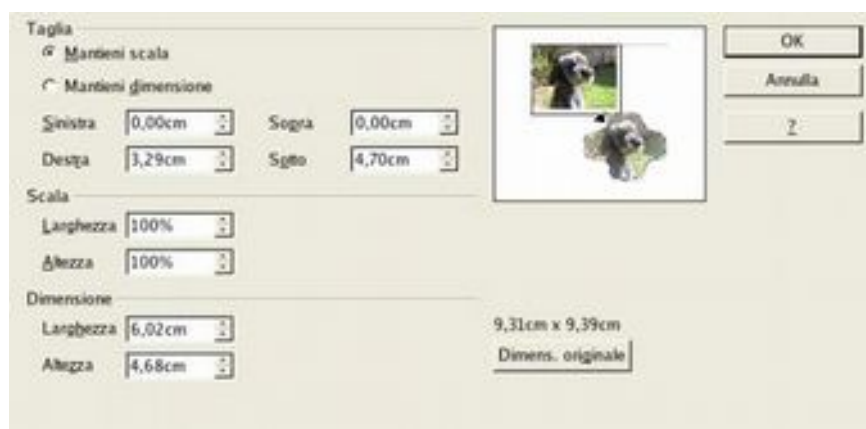 Taglia
Mantieni scala
Mantieni dimensione
Sinistra 0,00cm Sopra 0,00cm
Destra 3,29cm Sotto 4,70cm
Scala
Larghezza 100%
Altezza 100%
Dimensione
Larghezza 6,02cm
Altezza 4,68cm
9,31cm x 9,39cm
Dimens. originale
OK
Annulla
?